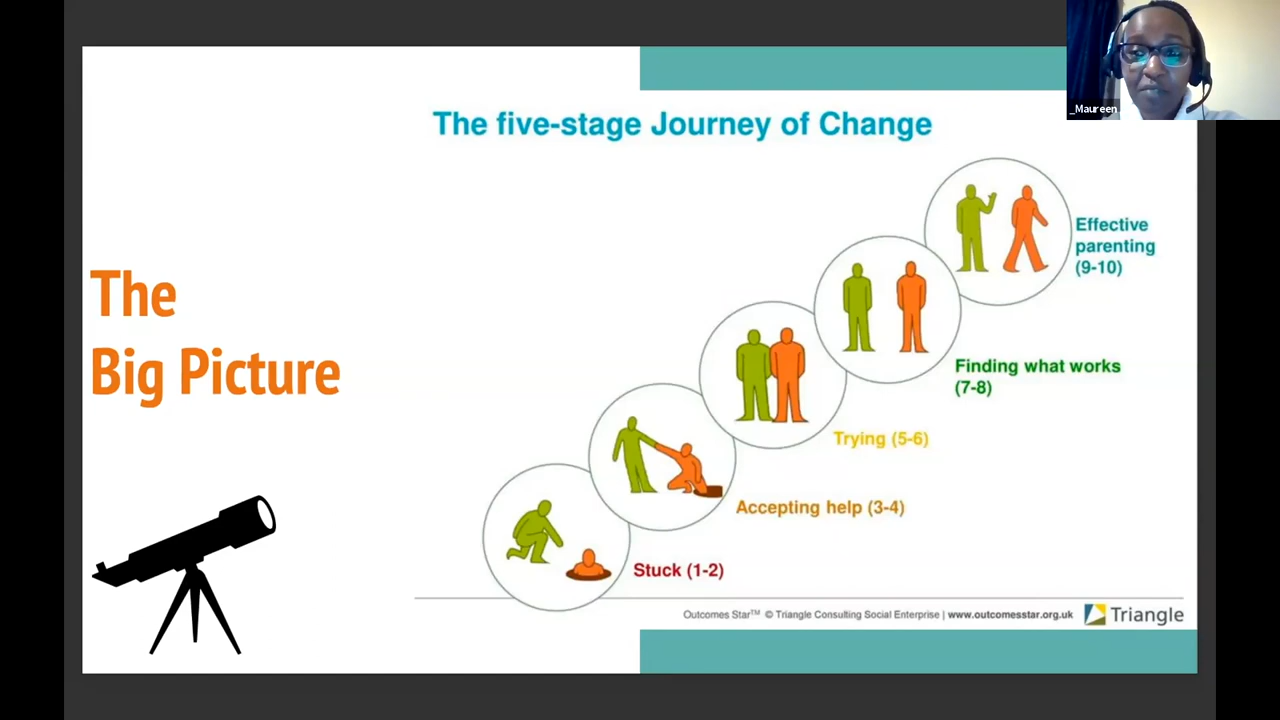 _Maureen
The five-stage Journey of Change
The
Big Picture
Effective
parenting
(9-10)
Finding what works
(7-8)
Trying (5-6)
Accepting help (3-4)
Stuck (1-2)
Outcomes Star™ © Triangle Consulting Social Enterprise | www.outcomesstar.org.uk
Triangle